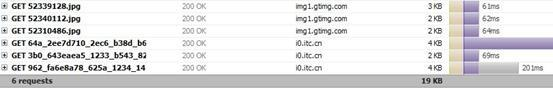 GET 52339128.jpg 200 OK img1.gtimg.com 3 KB 61ms
GET 52340112.jpg 200 OK img1.gtimg.com 2 KB 62ms
GET 52310486.jpg 200 OK img1.gtimg.com 2 KB 64ms
GET 64a_2ee7d710_2ec6_b38d_b6 200 OK i0.itc.cn 4 KB
GET 3b0_643eaea5_1233_b543_82 200 OK i0.itc.cn 2 KB 69ms
GET 962_fa6e8a78_625a_1234_14 200 OK i0.itc.cn 4 KB 201ms
6 requests 19 KB